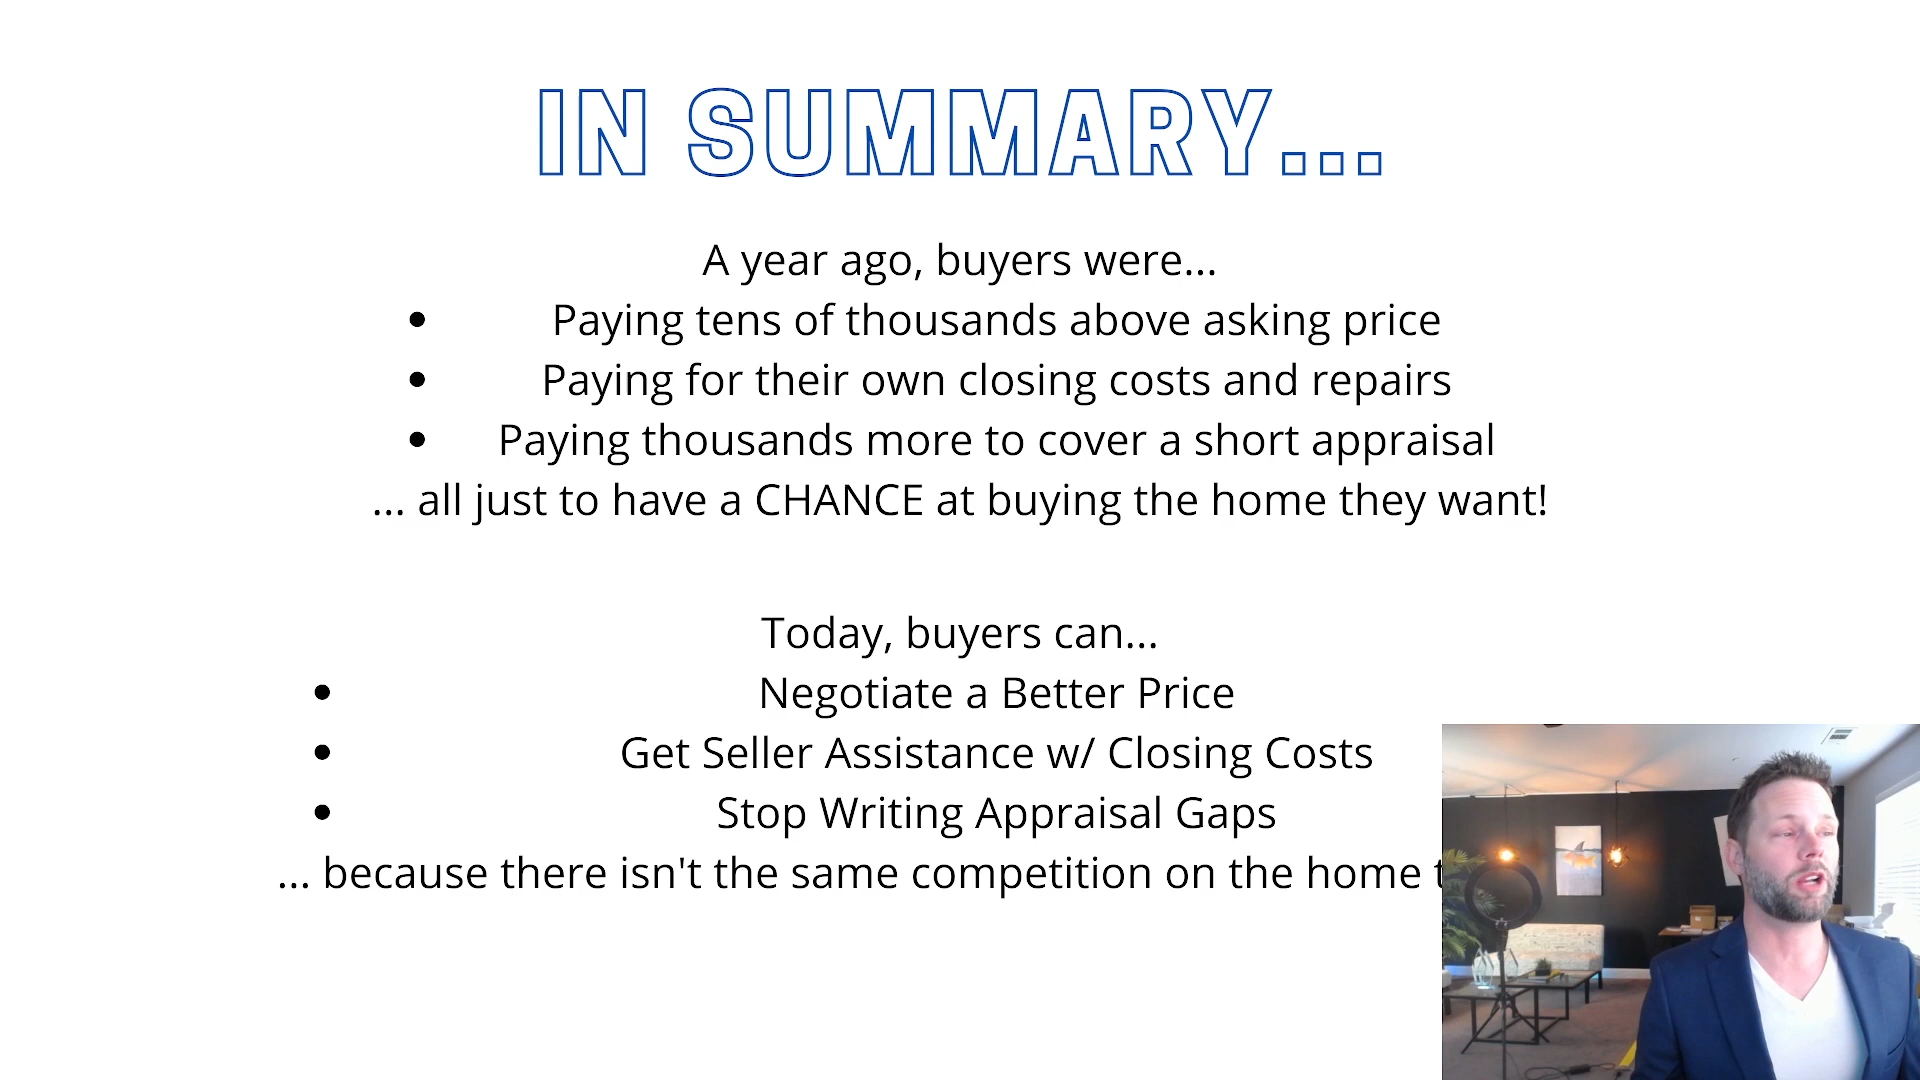 IN SUMMARY...
A year ago, buyers were...
• Paying tens of thousands above asking price
• Paying for their own closing costs and repairs
• Paying thousands more to cover a short appraisal
... all just to have a CHANCE at buying the home they want!
Today, buyers can...
• Negotiate a Better Price
• Get Seller Assistance w/ Closing Costs
• Stop Writing Appraisal Gaps
... because there isn't the same competition on the home